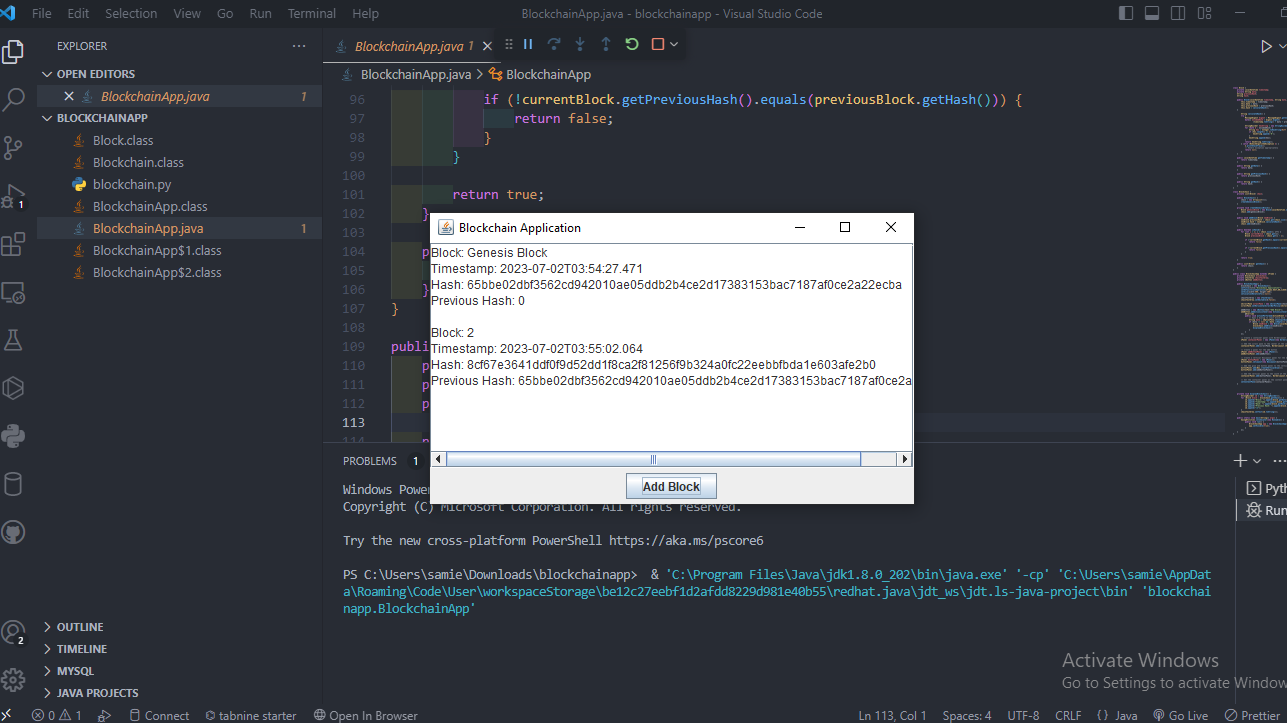 File Edit Selection View Go Run Terminal Help BlockchainApp.java - blockchainapp - Visual Studio Code
EXPLORER
BlockchainApp.java 1
OPEN EDITORS
BlockchainApp.java 1
BlockchainApp.java > BlockchainApp
BLOCKCHAINAPP
Block.class
Blockchain.class
blockchain.py
BlockchainApp.class
BlockchainApp.java 1
BlockchainApp$1.class
BlockchainApp$2.class
1
96 if (!currentBlock.getPreviousHash().equals(previousBlock.getHash())) {
97 return false;
98 }
99 }
100
101 return true;
102 }
103
104 p
105
106 }
107 }
108
109 publi
110 p
111 p
112 p
113
114
Blockchain Application
Block: Genesis Block
Timestamp: 2023-07-02T03:54:27.471
Hash: 65bbe02dbf3562cd942010ae05ddb2b4ce2d17383153bac7187af0ce2a22ecba
Previous Hash: 0
Block: 2
Timestamp: 2023-07-02T03:55:02.064
Hash: 8cf67e3641ddf0f9d52dd1f8ca2f81256f9b324a0fc22eebbfbda1e603afe2b0
Previous Hash: 65bbe02dbf3562cd942010ae05ddb2b4ce2d17383153bac7187af0ce2a
Add Block
PROBLEMS 1
Windows Power
Copyright (C) Microsoft Corporation. All rights reserved.
Try the new cross-platform PowerShell https://aka.ms/pscore6
PS C:\Users\samie\Downloads\blockchainapp> & 'C:\Program Files\Java\jdk1.8.0_202\bin\java.exe' '-cp' 'C:\Users\samie\AppDat
a\Roaming\Code\User\workspaceStorage\be12c27eebf1d2afdd8229d981e40b55\redhat.java\jdt_ws\jdt.ls-java-project\bin' 'blockchai
napp.BlockchainApp'
Pyth
Run
OUTLINE
TIMELINE
MYSQL
JAVA PROJECTS
2
Activate Windows
Go to Settings to activate Window
0 1 Connect tabnine starter Open In Browser Ln 113, Col 1 Spaces: 4 UTF-8 CRLF {} Java Go Live Prettier